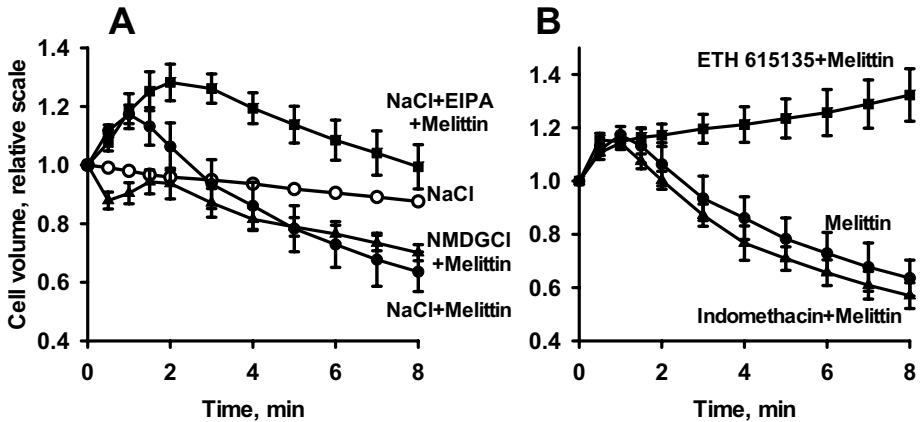 A
Cell volume, relative scale
1.4
1.2
1.0
0.8
0.6
0.4
NaCl+EIPA
+Melittin
NaCl
NMDGCl
+Melittin
NaCl+Melittin
0 2 4 6 8
Time, min
B
1.4
1.2
1.0
0.8
0.6
0.4
ETH 615135+Melittin
Melittin
Indomethacin+Melittin
0 2 4 6 8
Time, min